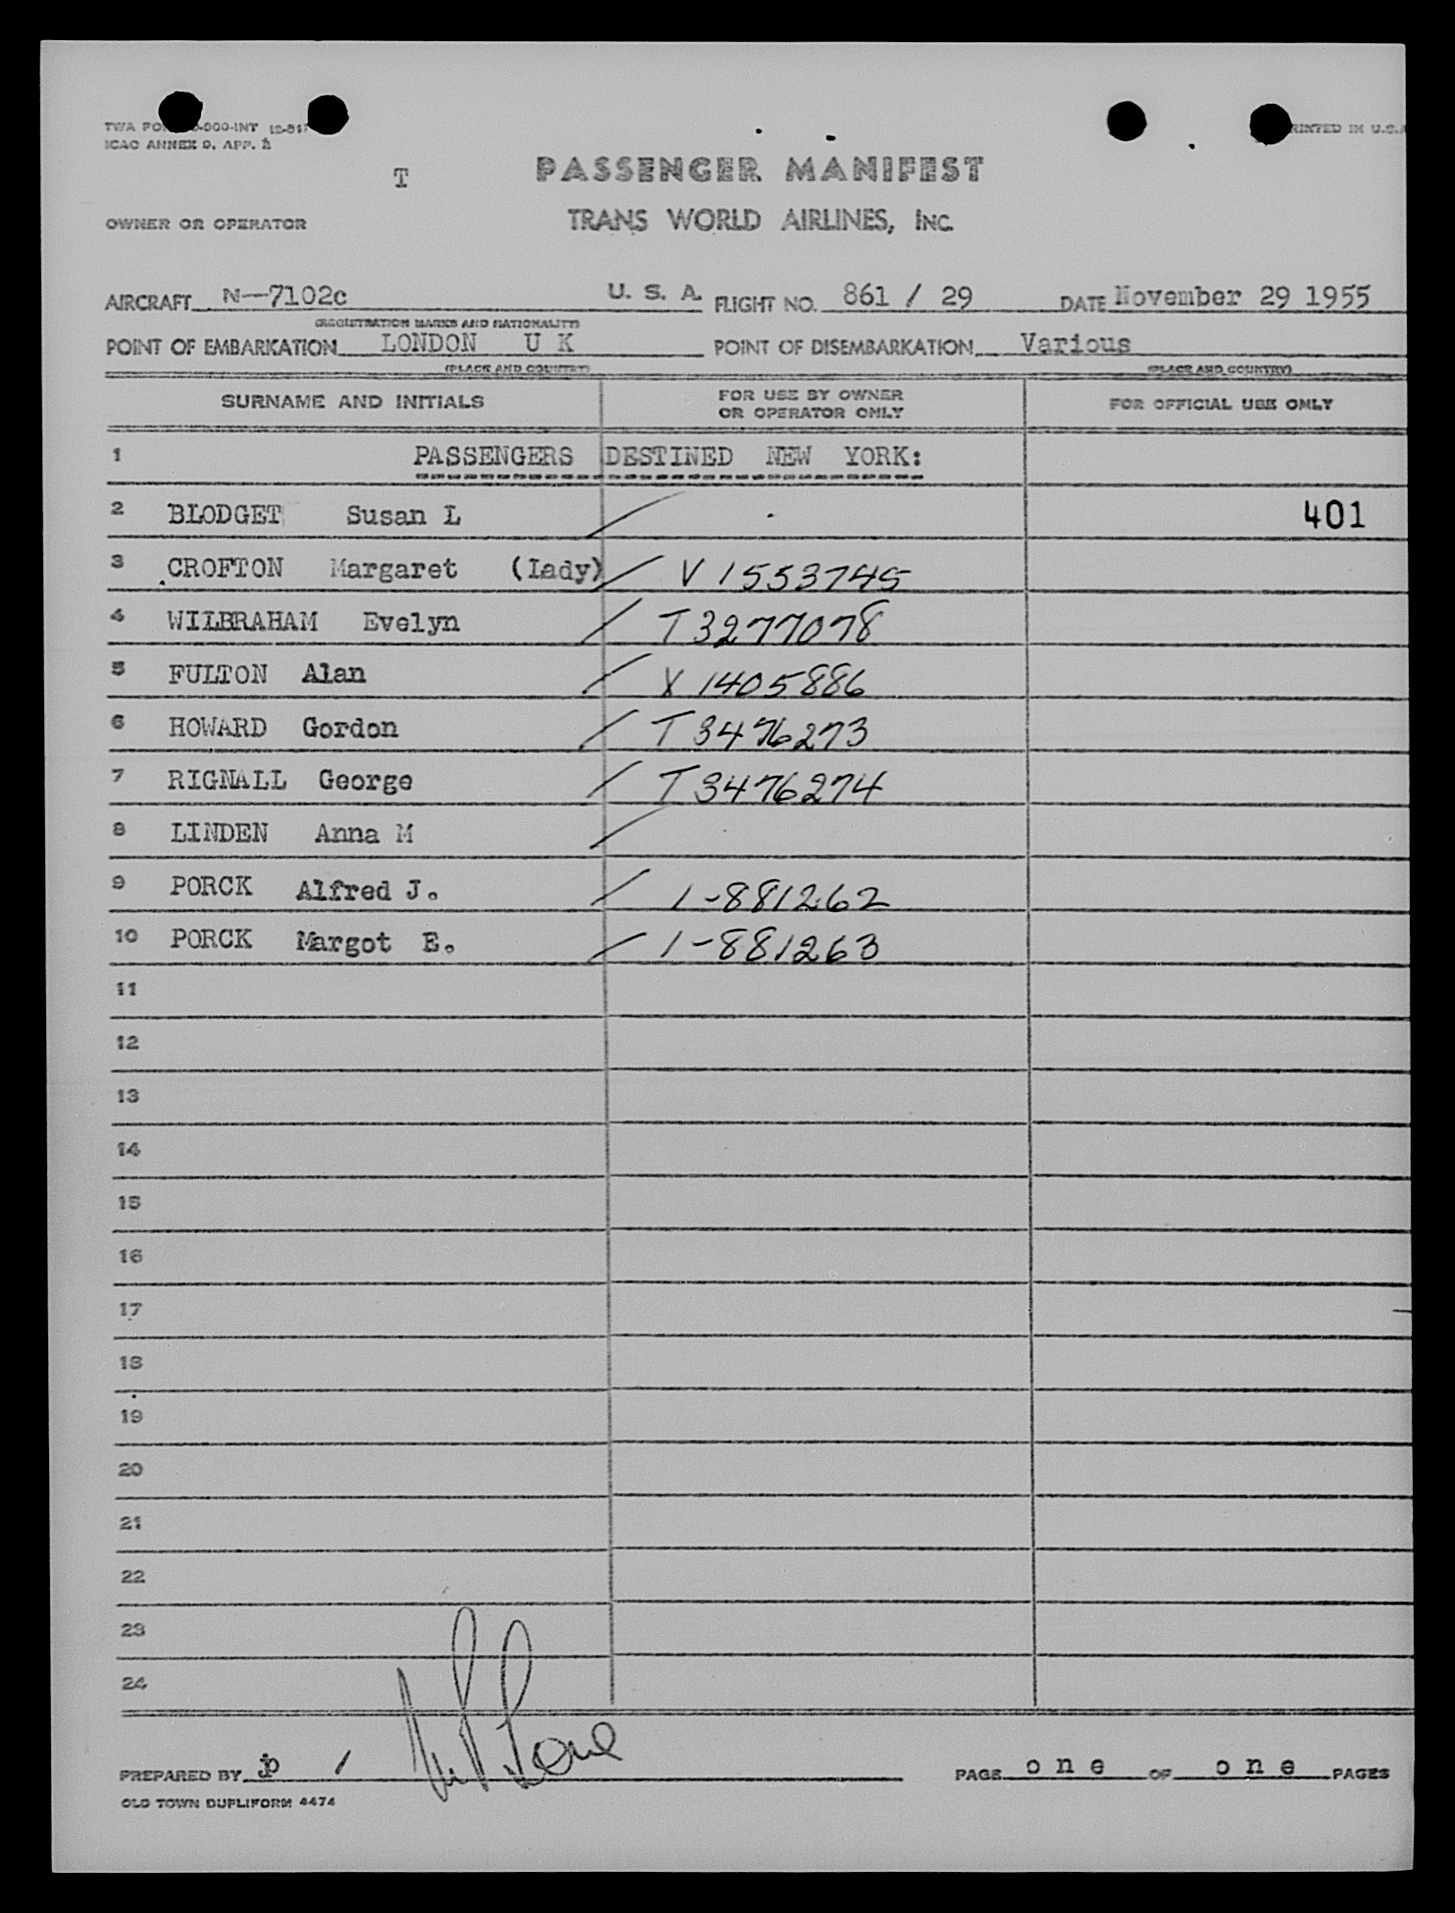 TWA FO -000-INT
ICAO ANNEX 9, APP. 2
PRINTED IN U.S.A
T
PASSENGER MANIFEST
OWNER OR OPERATOR
TRANS WORLD AIRLINES, INC.
AIRCRAFT N-7102c U. S. A. FLIGHT NO. 861 / 29 DATE November 29 1955
(REGISTRATION MARKS AND NATIONALITY)
POINT OF EMBARKATION LONDON U K POINT OF DISEMBARKATION Various
(PLACE AND COUNTRY) (PLACE AND COUNTRY)
SURNAME AND INITIALS FOR USE BY OWNER OR OPERATOR ONLY FOR OFFICIAL USE ONLY
1 PASSENGERS DESTINED NEW YORK:
2 BLODGET Susan L / 401
3 CROFTON Margaret (Lady) / V 1553745
4 WILBRAHAM Evelyn / T 3277078
5 FULTON Alan / X 1405886
6 HOWARD Gordon / T 3476273
7 RIGNALL George / T 3476274
8 LINDEN Anna M /
9 PORCK Alfred J. / 1-881262
10 PORCK Margot E. / 1-881263
11
12
13
14
15
16
17
18
19
20
21
22
23
24
PREPARED BY jp / PAGE one OF one PAGES
OLD TOWN DUPLIFORM 4474